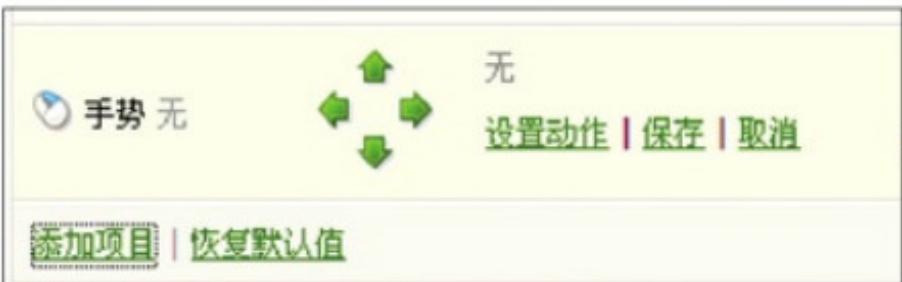 无
手势 无
设置动作 | 保存 | 取消
添加项目 | 恢复默认值